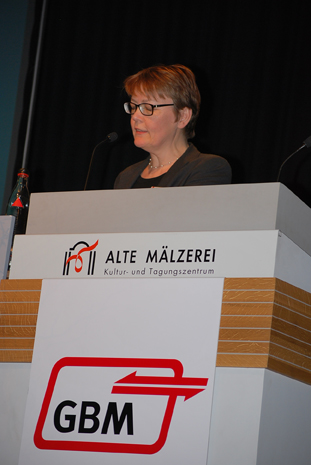 ALTE MÄLZEREI
Kultur- und Tagungszentrum
GBM